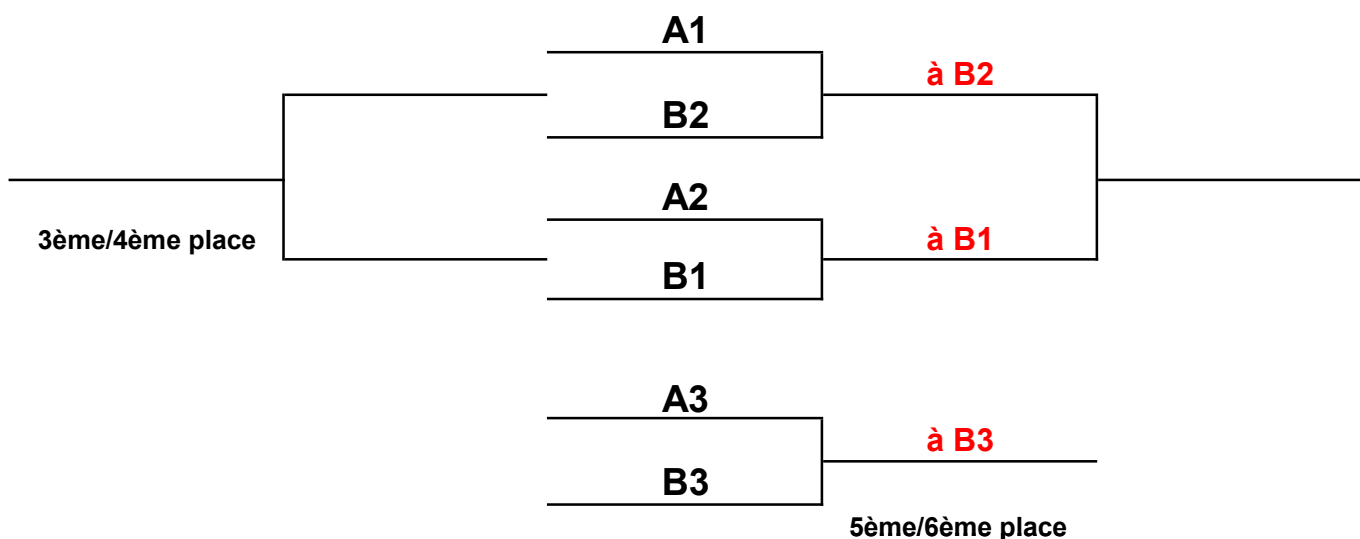 A1
à B2
B2
A2
3ème/4ème place
à B1
B1
A3
à B3
B3
5ème/6ème place